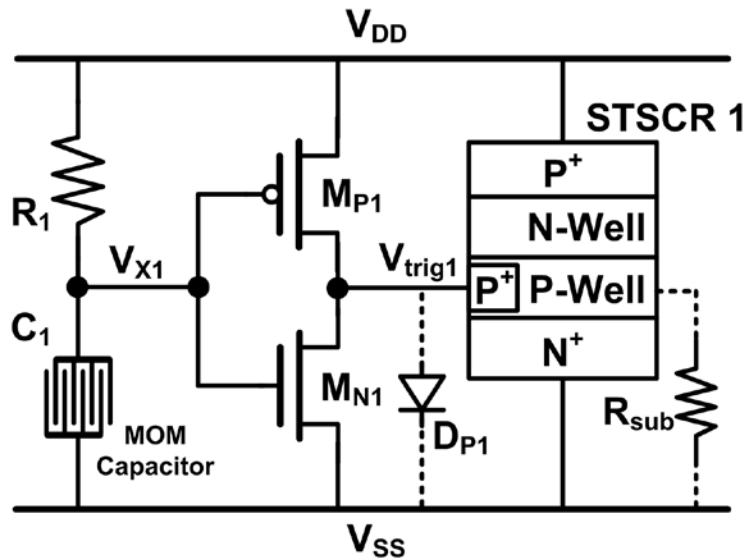 VDD
STSCR 1
P+
R1
MP1
N-Well
VX1
Vtrig1
P+
P-Well
C1
MN1
N+
MOM
Capacitor
DP1
Rsub
VSS